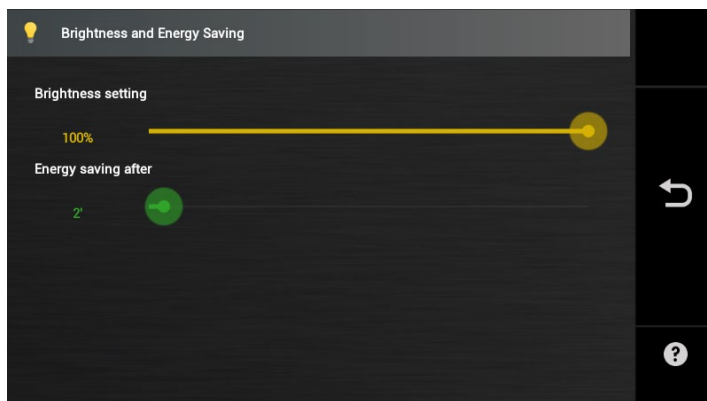 Brightness and Energy Saving
Brightness setting
100%
Energy saving after
2'
?